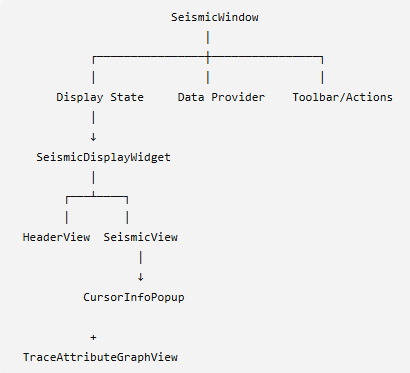 SeismicWindow
Display State Data Provider Toolbar/Actions
SeismicDisplayWidget
HeaderView SeismicView
CursorInfoPopup
+
TraceAttributeGraphView